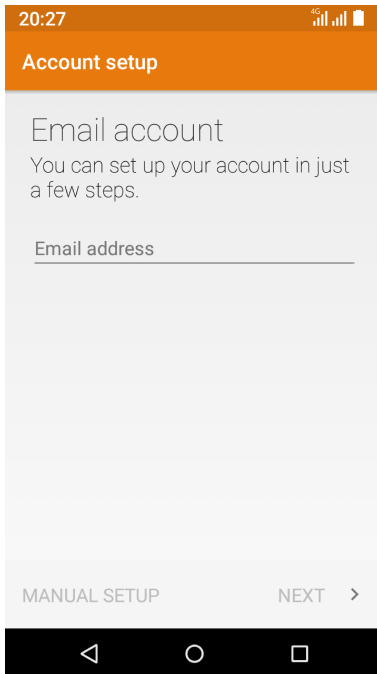 20:27
4G
Account setup
Email account
You can set up your account in just
a few steps.
Email address
MANUAL SETUP
NEXT